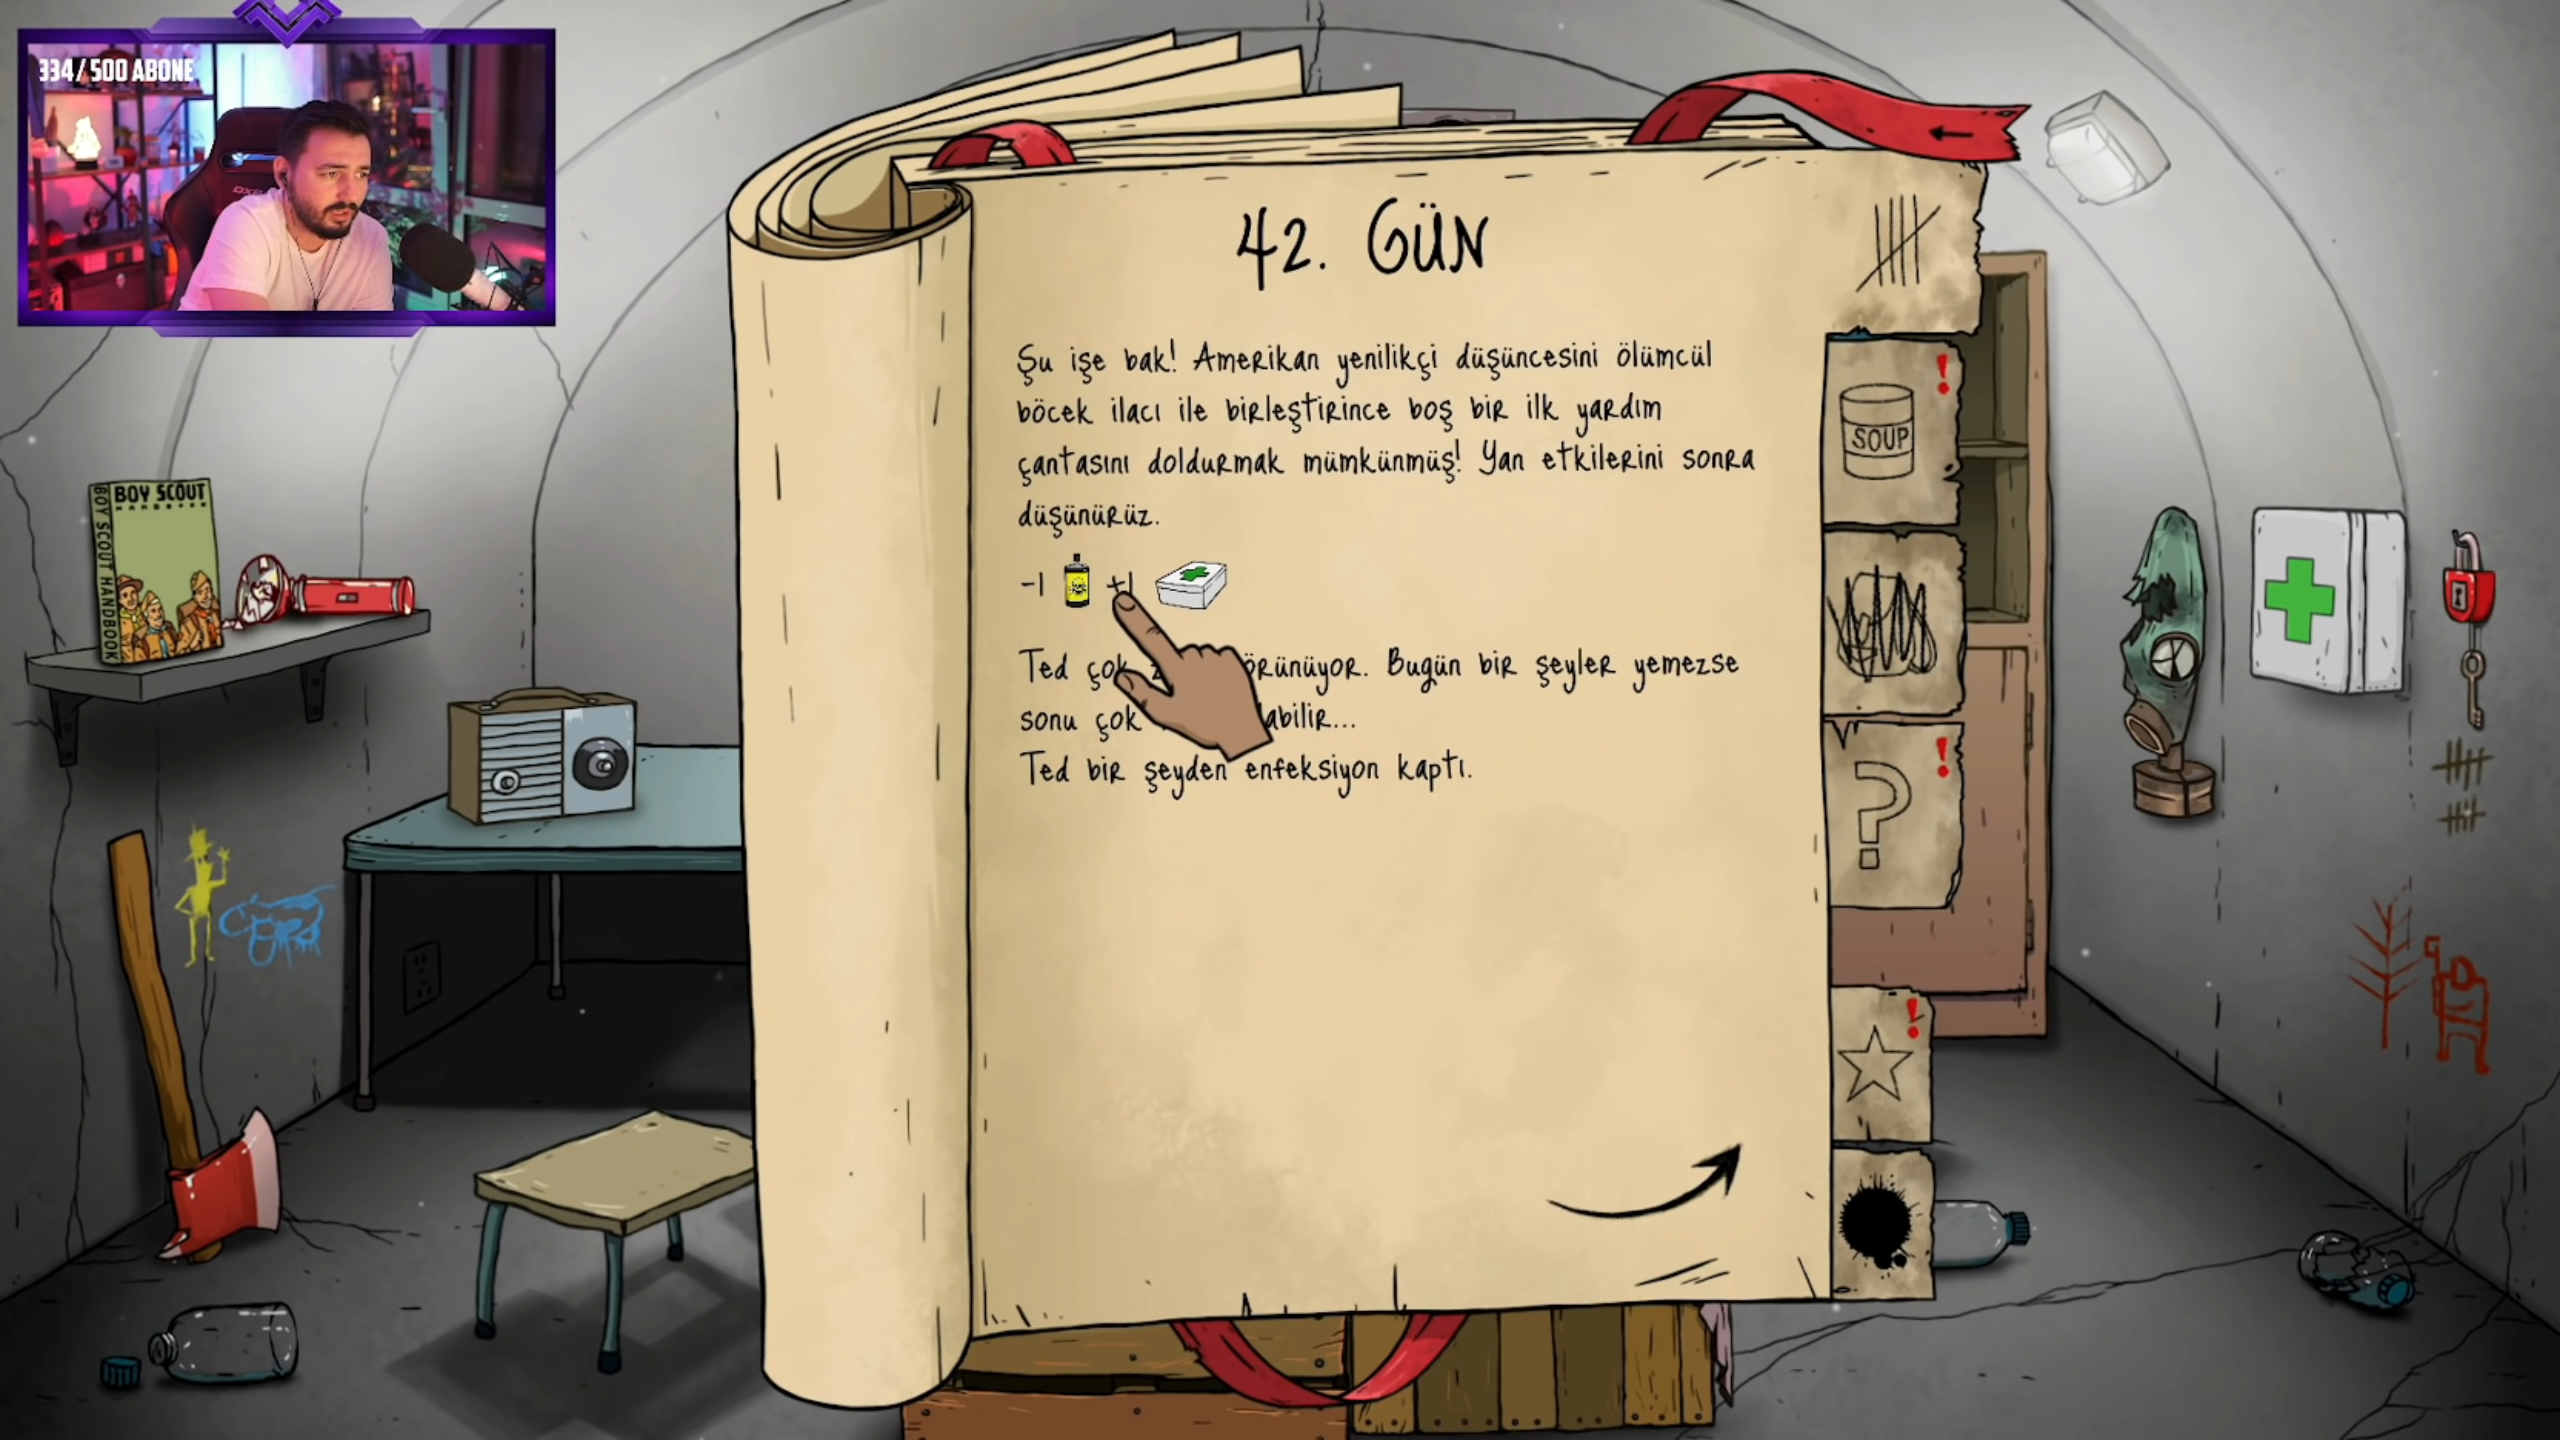 334/ 500 ABONE
42. GÜN
Şu işe bak! Amerikan yenilikçi düşüncesini ölümcül
böcek ilacı ile birleştirince boş bir ilk yardım
çantasını doldurmak mümkünmüş! Yan etkilerini sonra
düşünürüz.
-1 +1
Ted çok örünüyor. Bugün bir şeyler yemezse
sonu çok labilir...
Ted bir şeyden enfeksiyon kaptı.
SOUP
BOY SCOUT
HANDBOOK
BOY SCOUT HANDBOOK